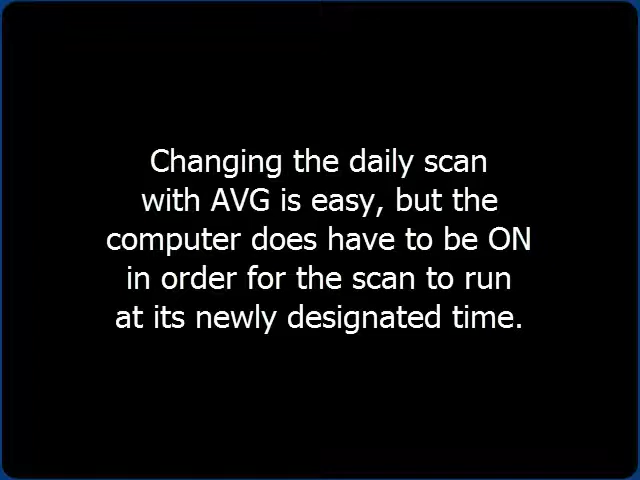 Changing the daily scan
with AVG is easy, but the
computer does have to be ON
in order for the scan to run
at its newly designated time.